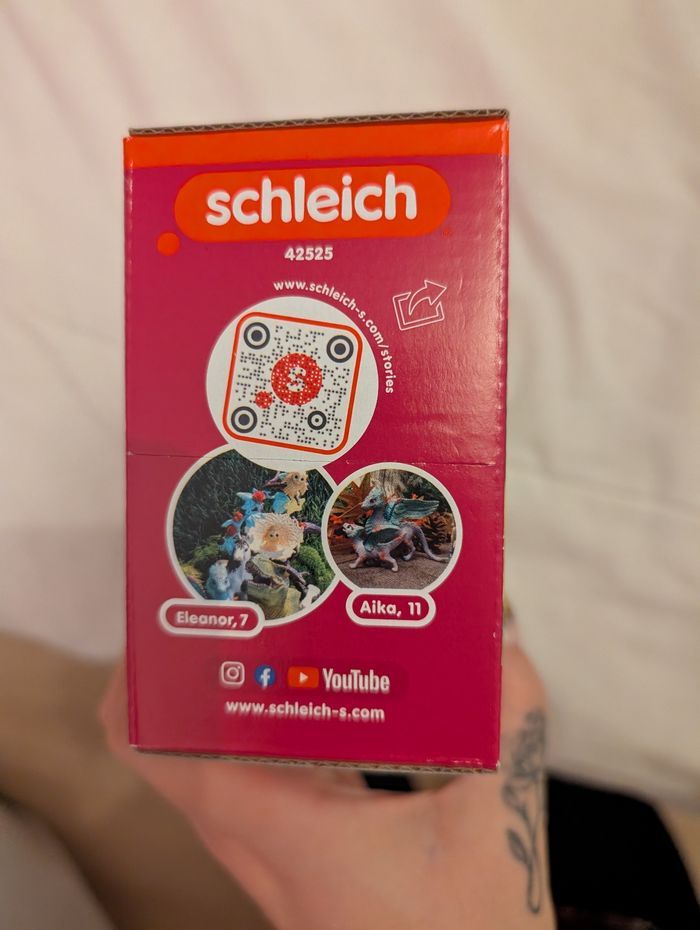 schleich
42525
www.schleich-s.com/stories
S
Eleanor, 7
Aika, 11
YouTube
www.schleich-s.com